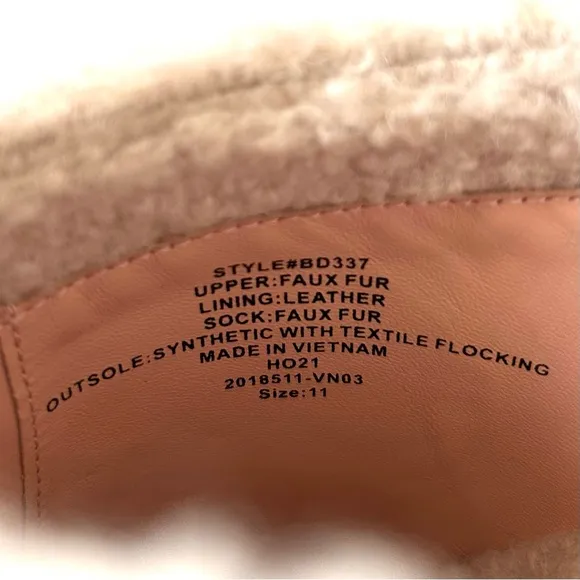 STYLE#BD337
UPPER:FAUX FUR
LINING:LEATHER
SOCK:FAUX FUR
OUTSOLE:SYNTHETIC WITH TEXTILE FLOCKING
MADE IN VIETNAM
HO21
2018511-VN03
Size:11